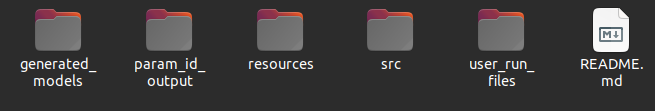 generated_
models
param_id_
output
resources
src
user_run_
files
M
README.
md